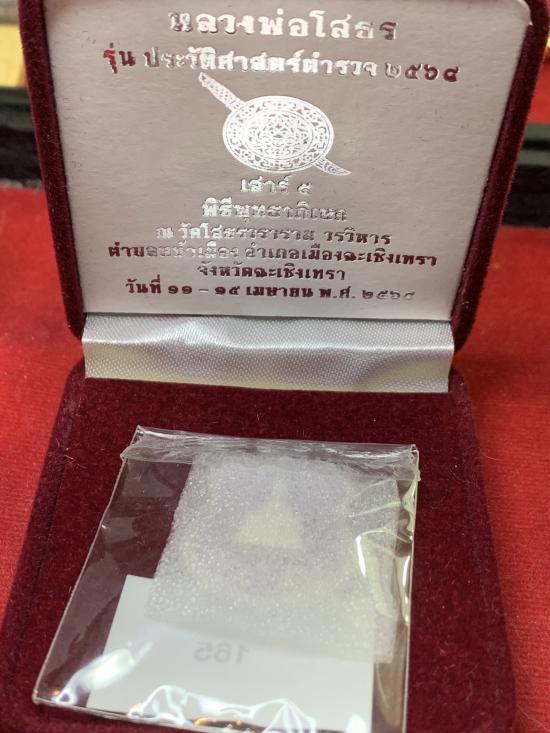 หลวงพ่อโสธร
รุ่น ประวัติศาสตร์ตำรวจ ๒๕๖๘
เสาร์ ๕
พิธีพุทธาภิเษก
ณ วัดโสธรวราราม วรวิหาร
ตำบลหน้าเมือง อำเภอเมืองฉะเชิงเทรา
จังหวัดฉะเชิงเทรา
วันที่ ๑๑ - ๑๕ เมษายน พ.ศ. ๒๕๖๘
165